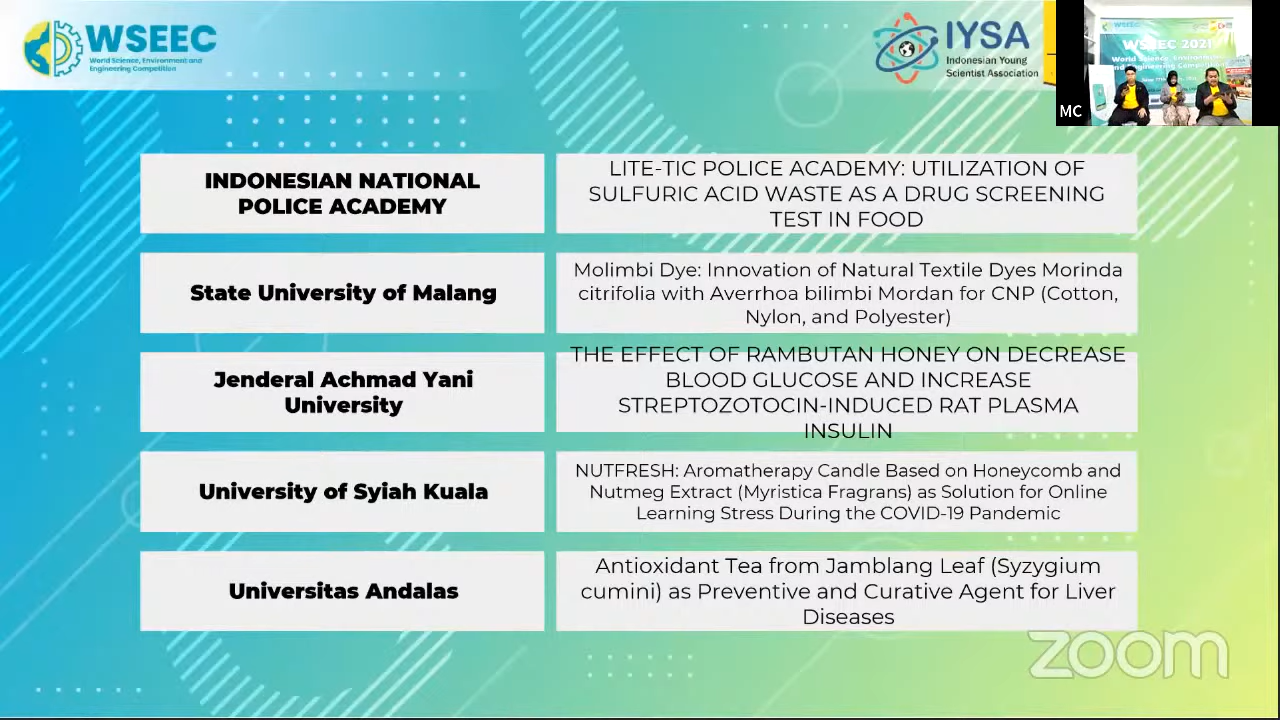 WSEEC
World Science, Environment and
Engineering Competition
IYSA
Indonesian Young
Scientist Association
WSEEC 2021
MC
INDONESIAN NATIONAL
POLICE ACADEMY
LITE-TIC POLICE ACADEMY: UTILIZATION OF
SULFURIC ACID WASTE AS A DRUG SCREENING
TEST IN FOOD
State University of Malang
Molimbi Dye: Innovation of Natural Textile Dyes Morinda
citrifolia with Averrhoa bilimbi Mordan for CNP (Cotton,
Nylon, and Polyester)
Jenderal Achmad Yani
University
THE EFFECT OF RAMBUTAN HONEY ON DECREASE
BLOOD GLUCOSE AND INCREASE
STREPTOZOTOCIN-INDUCED RAT PLASMA
INSULIN
University of Syiah Kuala
NUTFRESH: Aromatherapy Candle Based on Honeycomb and
Nutmeg Extract (Myristica Fragrans) as Solution for Online
Learning Stress During the COVID-19 Pandemic
Universitas Andalas
Antioxidant Tea from Jamblang Leaf (Syzygium
cumini) as Preventive and Curative Agent for Liver
Diseases
zoom